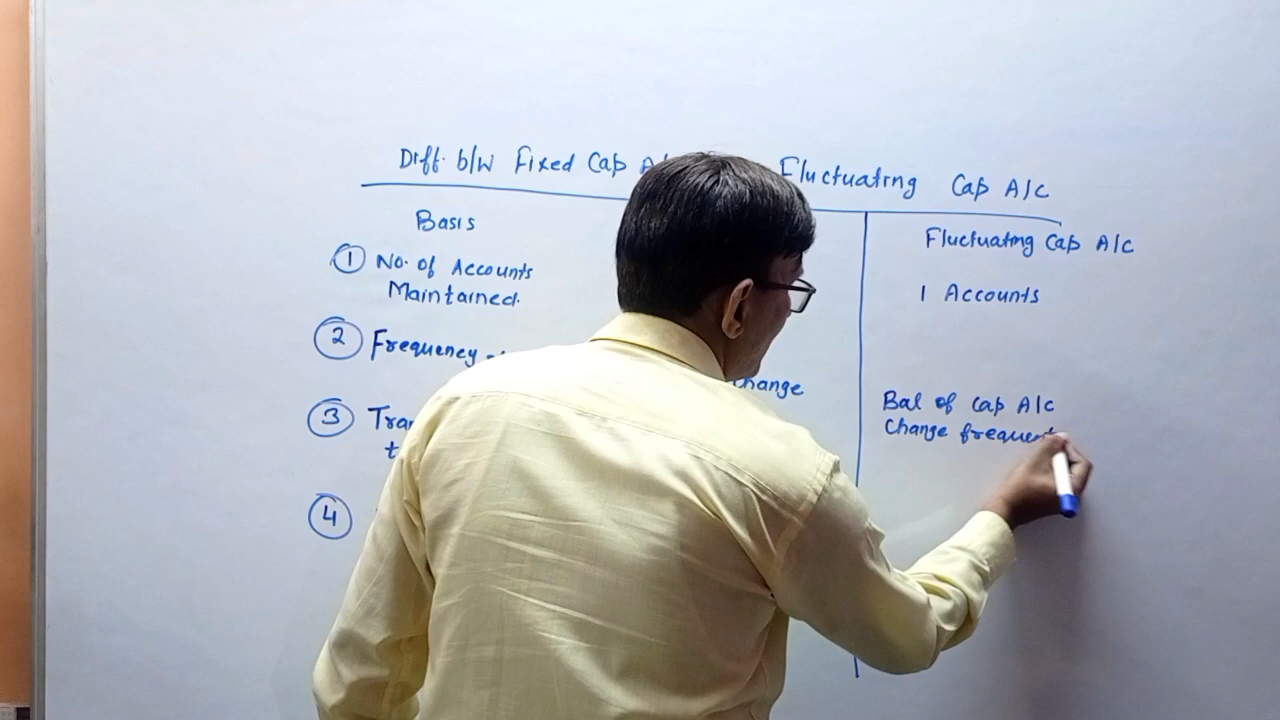 Diff. b/w Fixed Cap Fluctuating Cap A/c
Basis
Fluctuating Cap A/c
1 No. of Accounts
Maintained.
1 Accounts
2 Frequency
change
3
Bal of Cap A/c
Change frequent
4